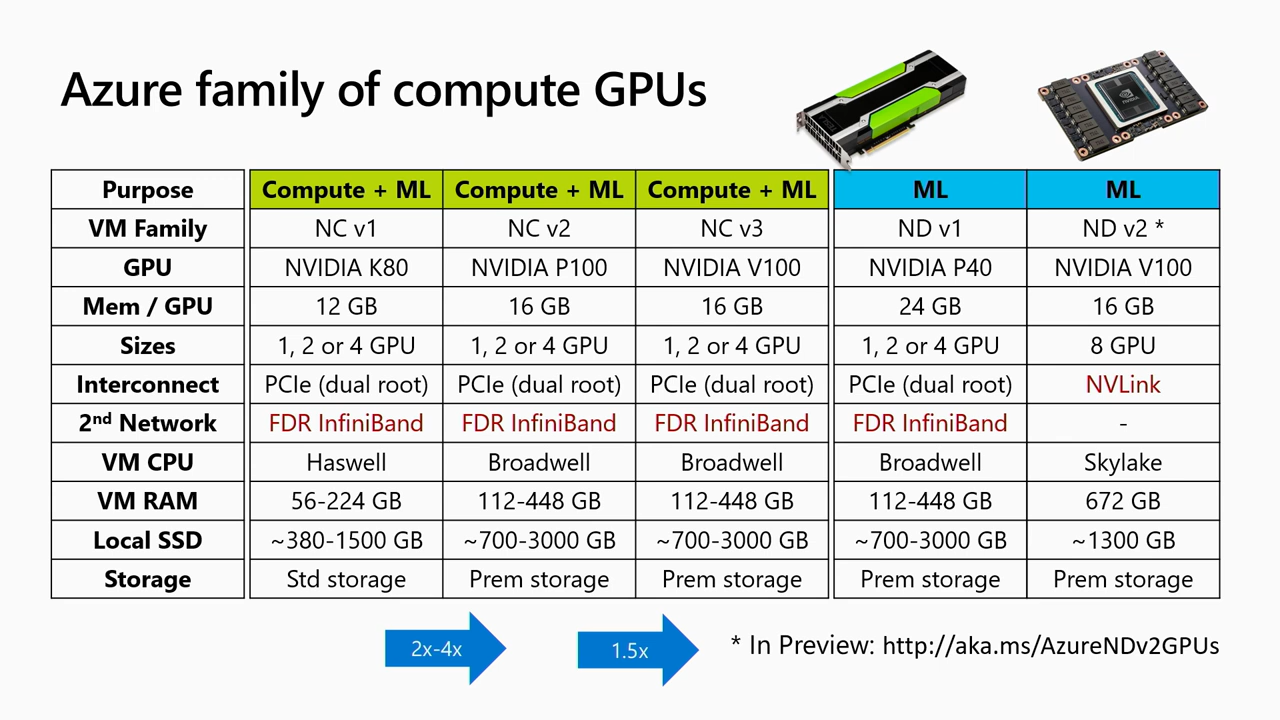 Azure family of compute GPUs
Purpose Compute + ML Compute + ML Compute + ML ML ML
VM Family NC v1 NC v2 NC v3 ND v1 ND v2 *
GPU NVIDIA K80 NVIDIA P100 NVIDIA V100 NVIDIA P40 NVIDIA V100
Mem / GPU 12 GB 16 GB 16 GB 24 GB 16 GB
Sizes 1, 2 or 4 GPU 1, 2 or 4 GPU 1, 2 or 4 GPU 1, 2 or 4 GPU 8 GPU
Interconnect PCIe (dual root) PCIe (dual root) PCIe (dual root) PCIe (dual root) NVLink
2nd Network FDR InfiniBand FDR InfiniBand FDR InfiniBand FDR InfiniBand -
VM CPU Haswell Broadwell Broadwell Broadwell Skylake
VM RAM 56-224 GB 112-448 GB 112-448 GB 112-448 GB 672 GB
Local SSD ~380-1500 GB ~700-3000 GB ~700-3000 GB ~700-3000 GB ~1300 GB
Storage Std storage Prem storage Prem storage Prem storage Prem storage
2x-4x 1.5x * In Preview: http://aka.ms/AzureNDv2GPUs